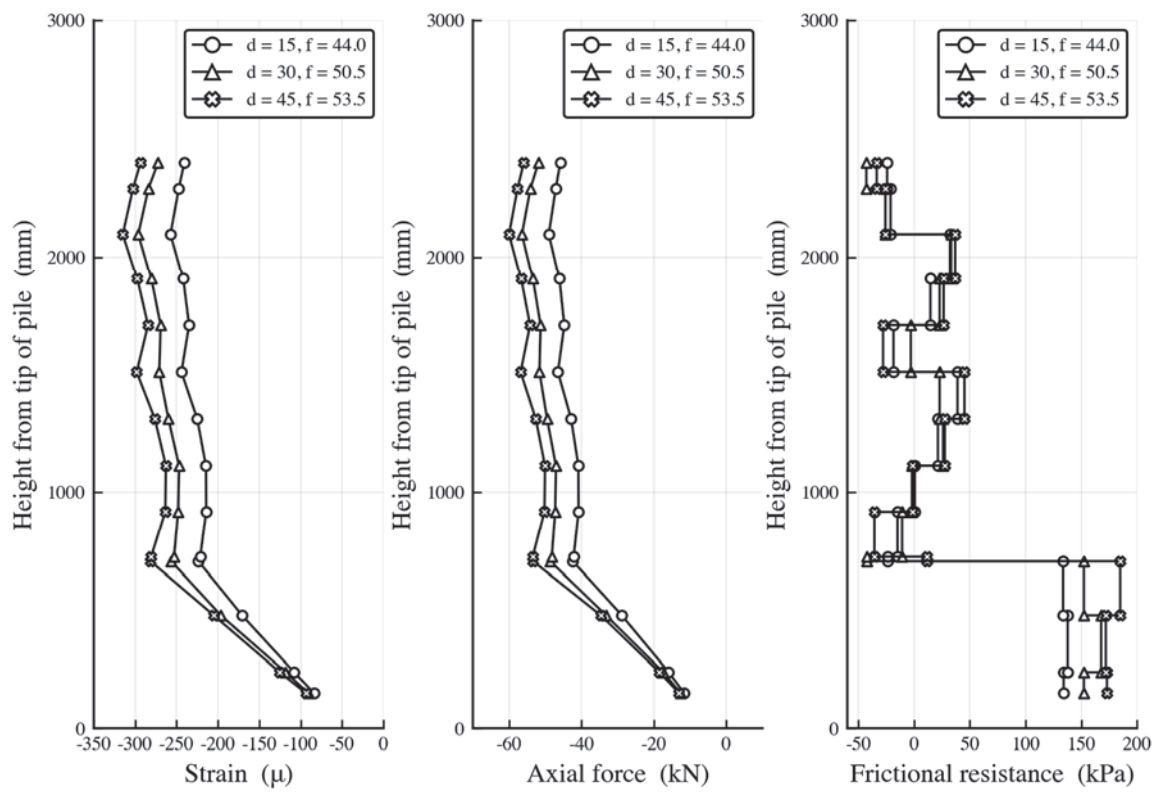 3000
2000
1000
0
Height from tip of pile (mm)
d = 15, f = 44.0
d = 30, f = 50.5
d = 45, f = 53.5
-350 -300 -250 -200 -150 -100 -50 0
Strain (μ)
3000
2000
1000
0
Height from tip of pile (mm)
d = 15, f = 44.0
d = 30, f = 50.5
d = 45, f = 53.5
-60 -40 -20 0
Axial force (kN)
3000
2000
1000
0
Height from tip of pile (mm)
d = 15, f = 44.0
d = 30, f = 50.5
d = 45, f = 53.5
-50 0 50 100 150 200
Frictional resistance (kPa)